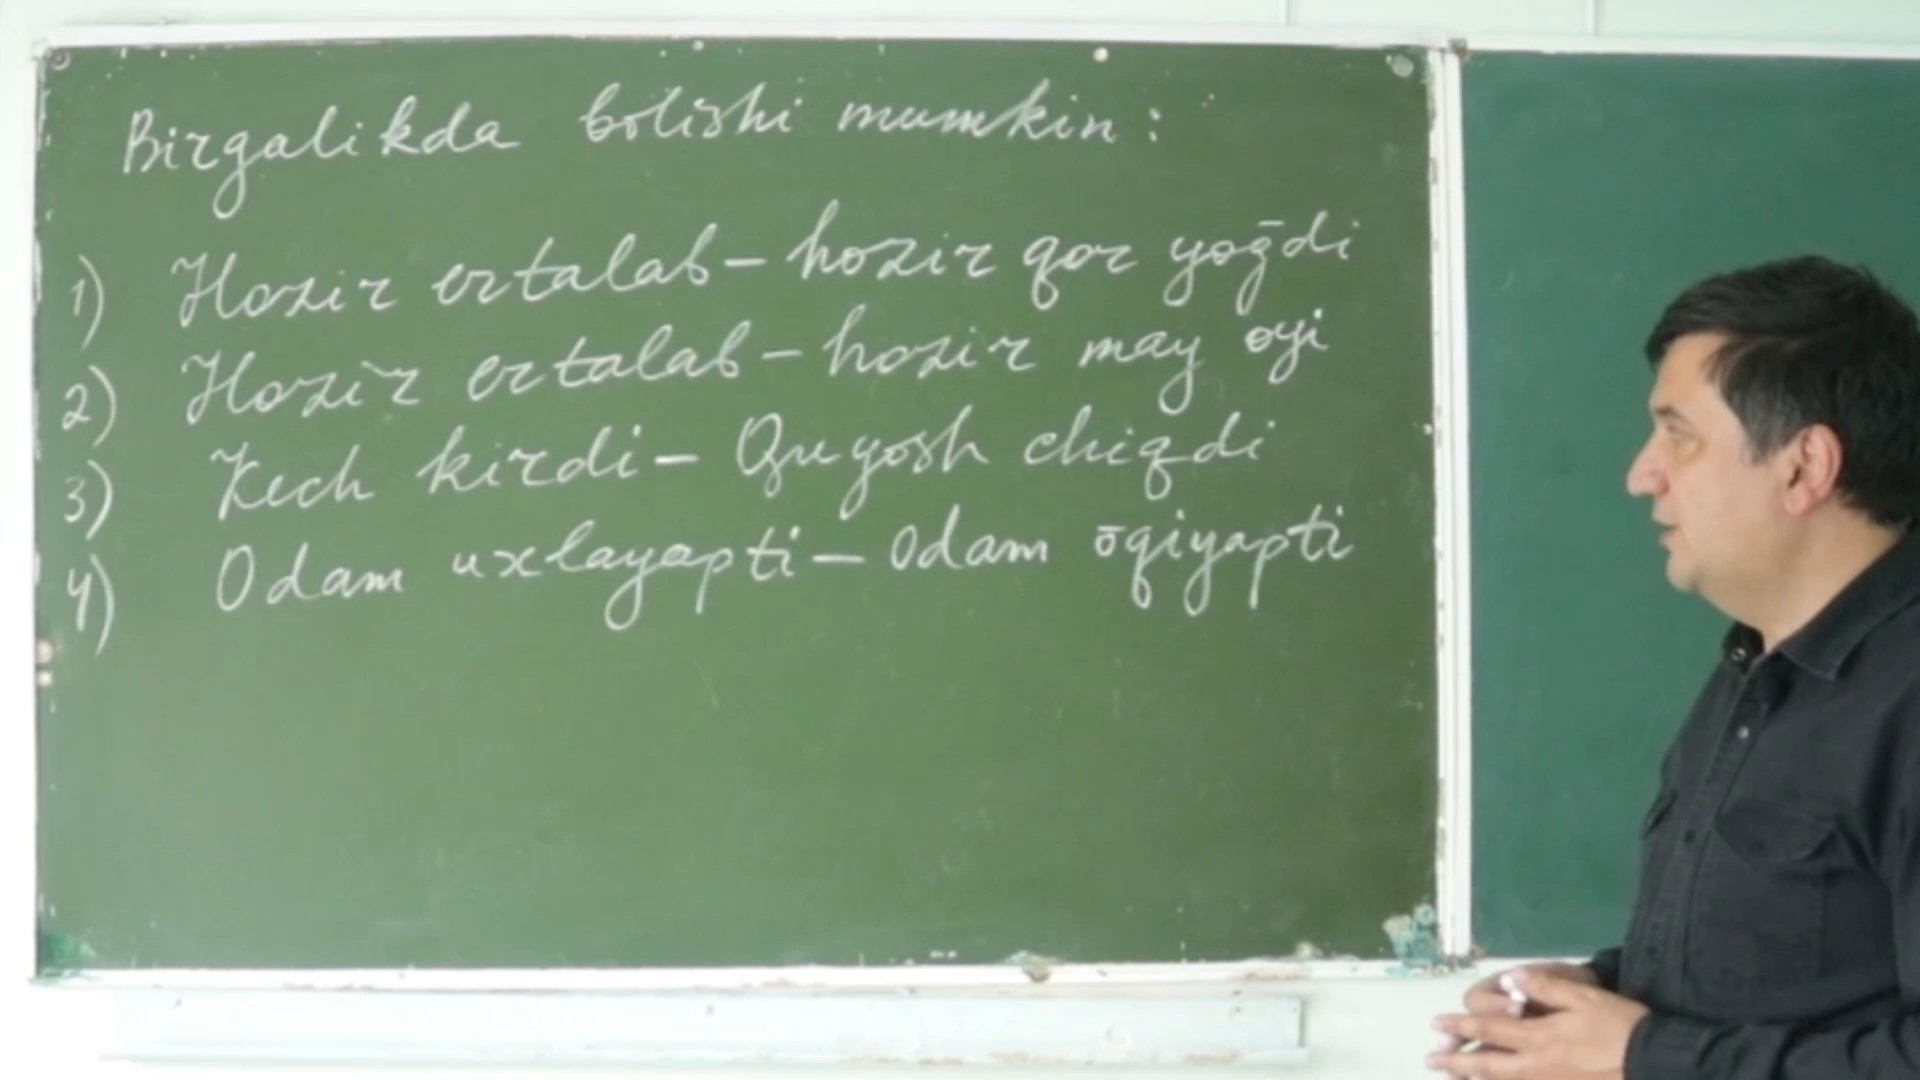 Birgalikda bolishi mumkin:
1) Hozir ertalab – hozir qor yoḡdi
2) Hozir ertalab – hozir may oyi
3) Kech kirdi – Quyosh chiqdi
4) Odam uxlayapti – Odam ōqiyapti